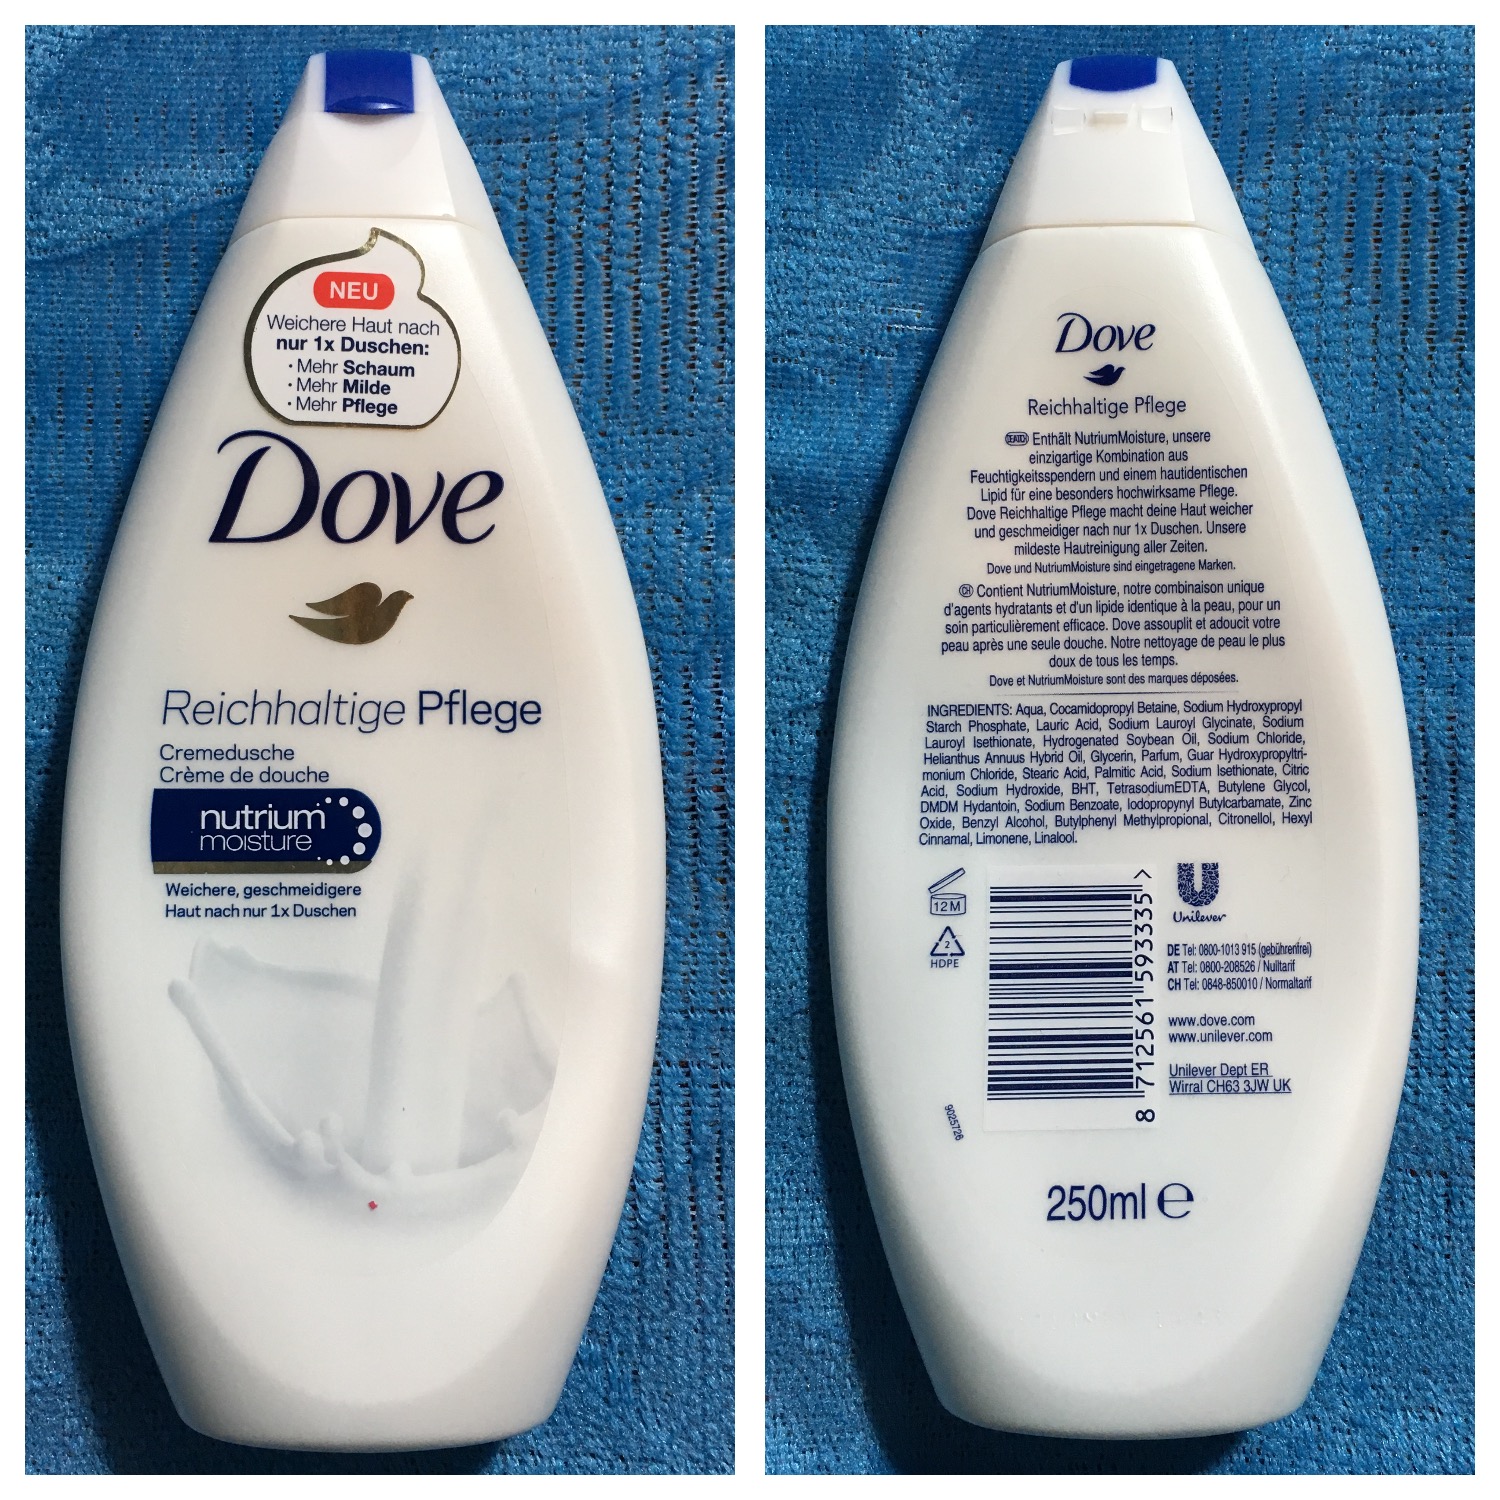 NEU
Weichere Haut nach
nur 1x Duschen:
· Mehr Schaum
· Mehr Milde
· Mehr Pflege
Dove
Reichhaltige Pflege
Cremedusche
Crème de douche
nutrium
moisture
Weichere, geschmeidigere
Haut nach nur 1x Duschen
Dove
Reichhaltige Pflege
DE/AT/CH Enthält NutriumMoisture, unsere
einzigartige Kombination aus
Feuchtigkeitsspendern und einem hautidentischen
Lipid für eine besonders hochwirksame Pflege.
Dove Reichhaltige Pflege macht deine Haut weicher
und geschmeidiger nach nur 1x Duschen. Unsere
mildeste Hautreinigung aller Zeiten.
Dove und NutriumMoisture sind eingetragene Marken.
CH Contient NutriumMoisture, notre combinaison unique
d'agents hydratants et d'un lipide identique à la peau, pour un
soin particulièrement efficace. Dove assouplit et adoucit votre
peau après une seule douche. Notre nettoyage de peau le plus
doux de tous les temps.
Dove et NutriumMoisture sont des marques déposées.
INGREDIENTS: Aqua, Cocamidopropyl Betaine, Sodium Hydroxypropyl
Starch Phosphate, Lauric Acid, Sodium Lauroyl Glycinate, Sodium
Lauroyl Isethionate, Hydrogenated Soybean Oil, Sodium Chloride,
Helianthus Annuus Hybrid Oil, Glycerin, Parfum, Guar Hydroxypropyltri-
monium Chloride, Stearic Acid, Palmitic Acid, Sodium Isethionate, Citric
Acid, Sodium Hydroxide, BHT, TetrasodiumEDTA, Butylene Glycol,
DMDM Hydantoin, Sodium Benzoate, Iodopropynyl Butylcarbamate, Zinc
Oxide, Benzyl Alcohol, Butylphenyl Methylpropional, Citronellol, Hexyl
Cinnamal, Limonene, Linalool.
12M
2
HDPE
8 712561 593335 >
Unilever
DE Tel: 0800-1013 915 (gebührenfrei)
AT Tel: 0800-208526 / Nulltarif
CH Tel: 0848-850010 / Normaltarif
www.dove.com
www.unilever.com
Unilever Dept ER
Wirral CH63 3JW UK
9025726
250ml ℮